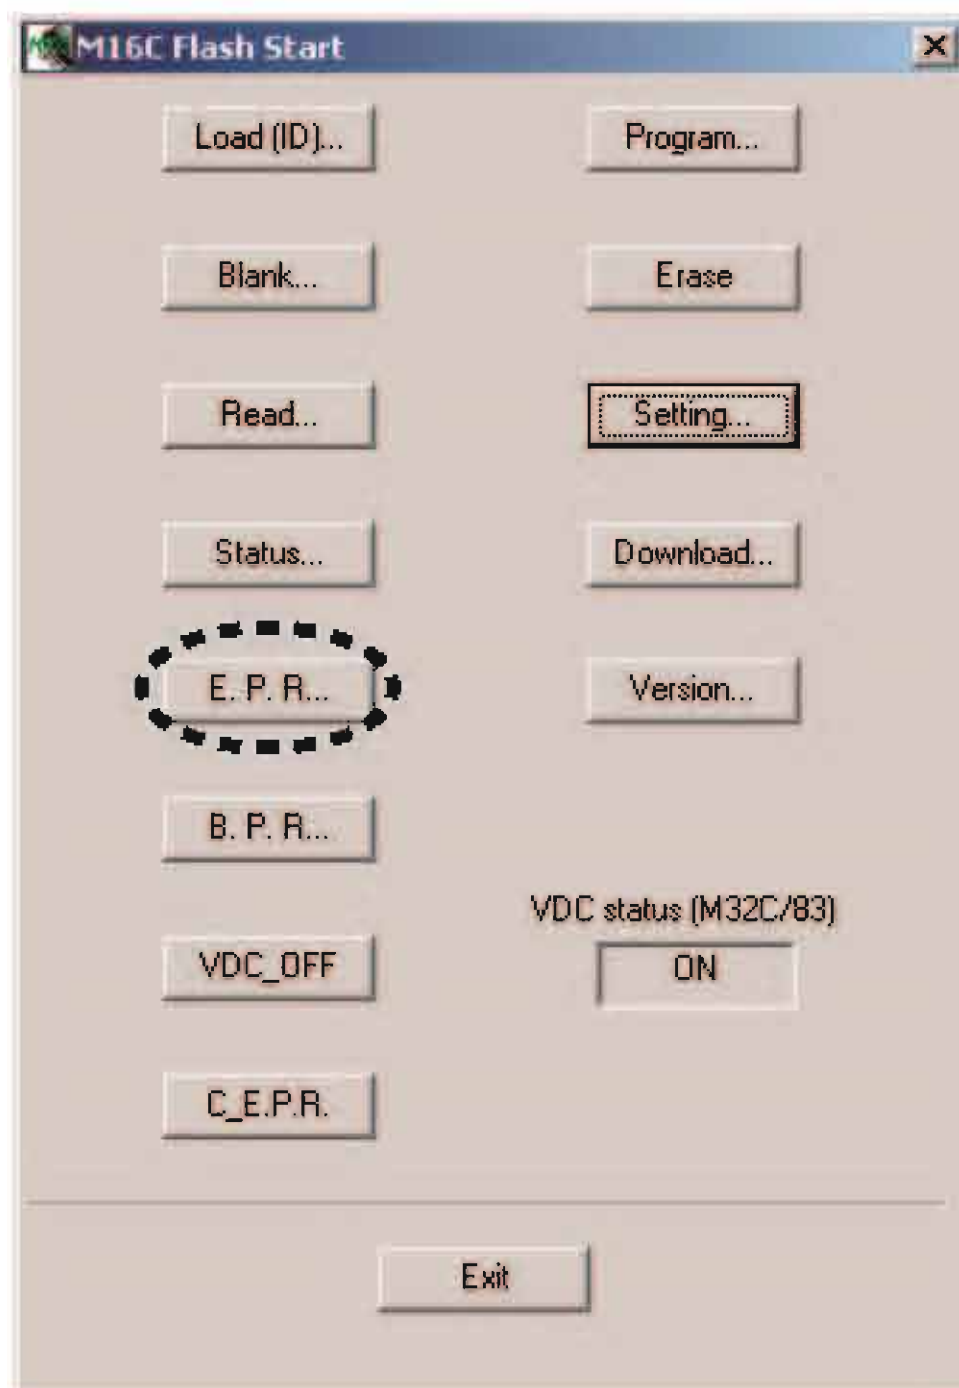 M16C Flash Start
Load (ID)... Program...
Blank... Erase
Read... Setting...
Status... Download...
E. P. R... Version...
B. P. R...
VDC status (M32C/83)
VDC_OFF ON
C_E.P.R.
Exit